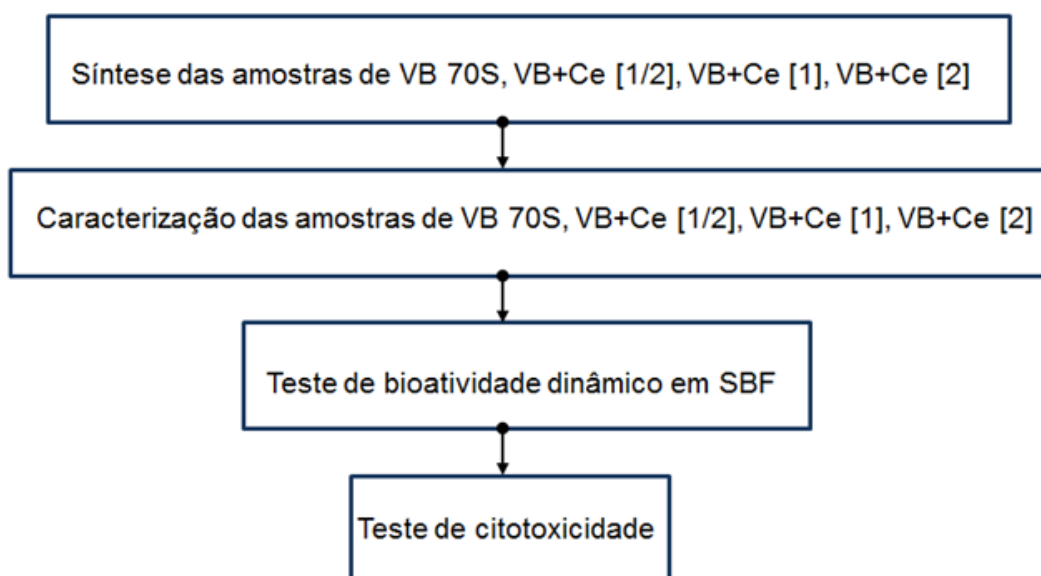 Síntese das amostras de VB 70S, VB+Ce [1/2], VB+Ce [1], VB+Ce [2]
Caracterização das amostras de VB 70S, VB+Ce [1/2], VB+Ce [1], VB+Ce [2]
Teste de bioatividade dinâmico em SBF
Teste de citotoxicidade